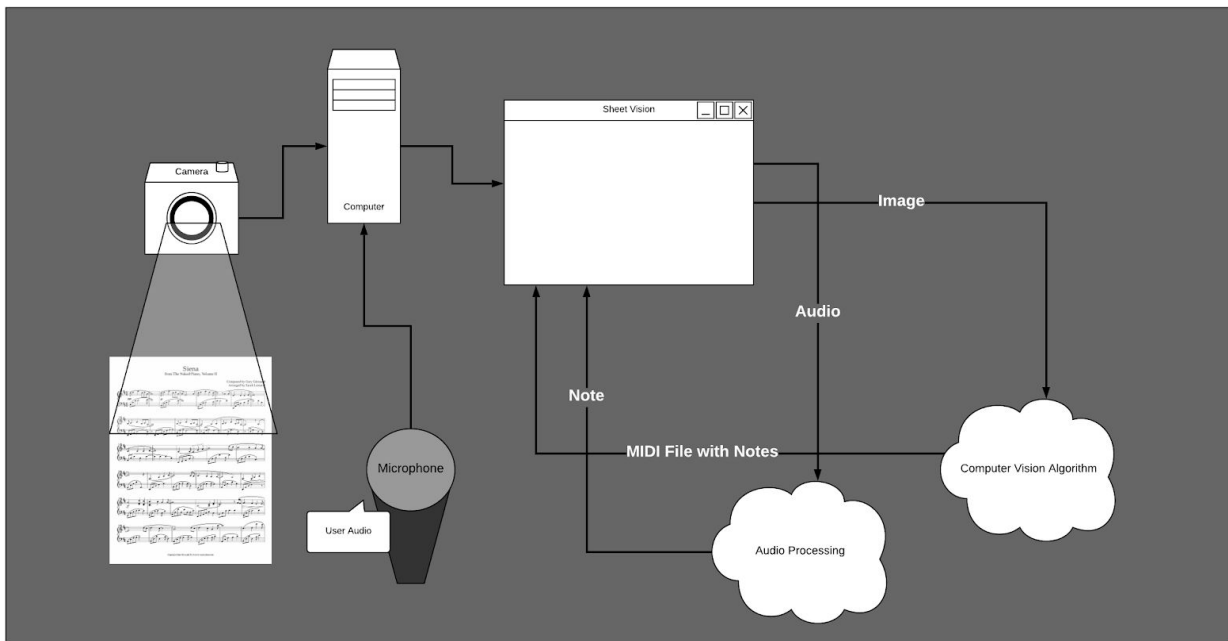 Sheet Vision
Camera
Computer
Image
Audio
Siena
Note
MIDI File with Notes
Microphone
Computer Vision Algorithm
User Audio
Audio Processing